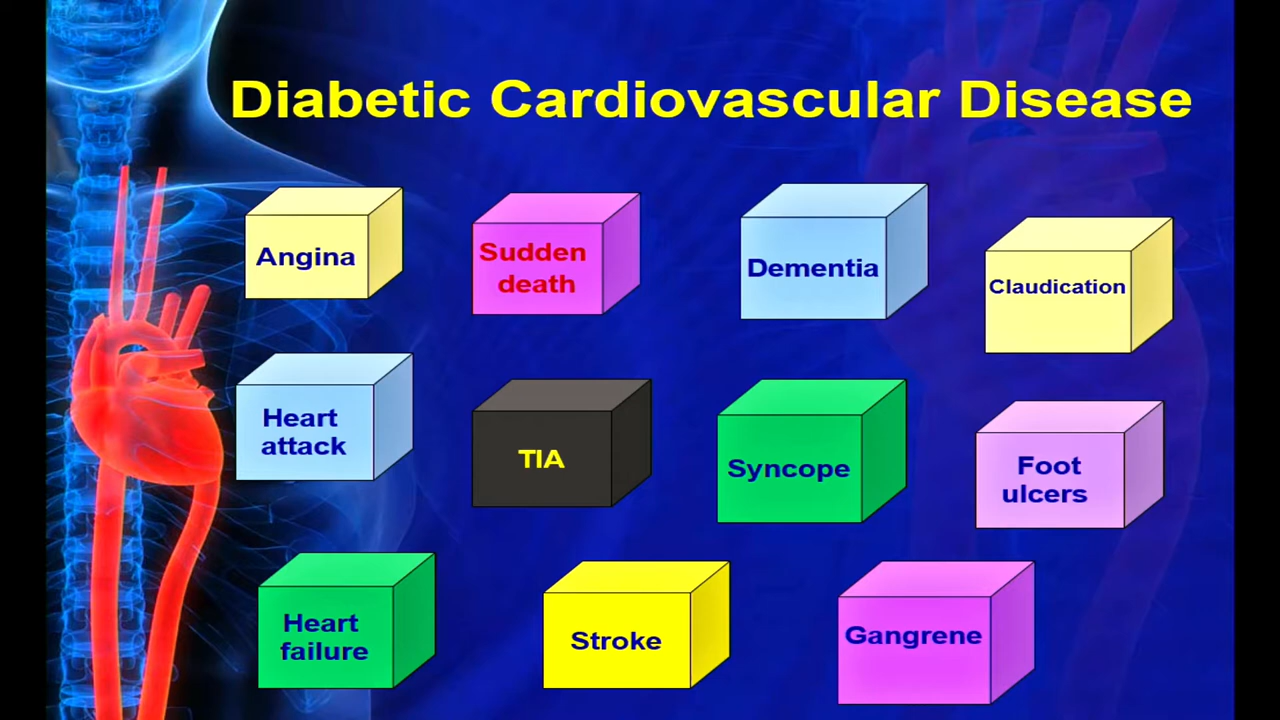 Diabetic Cardiovascular Disease
Angina
Sudden
death
Dementia
Claudication
Heart
attack
TIA
Syncope
Foot
ulcers
Heart
failure
Stroke
Gangrene